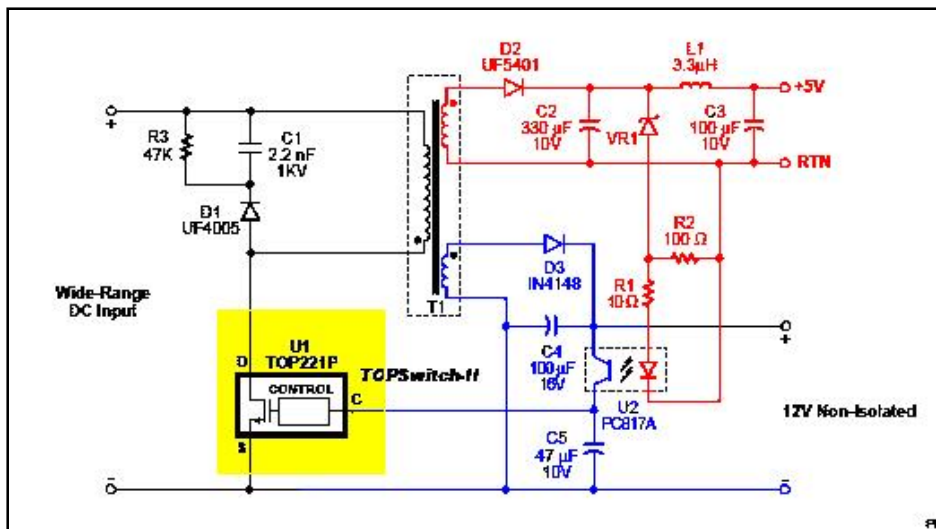 D2
UF5401
L1
3.3µH
+5V
C2
330 µF
10V
VR1
C3
100 µF
10V
RTN
+
R3
47K
C1
2.2 nF
1KV
D1
UF4005
R2
100 Ω
R1
10Ω
D3
IN4148
T1
Wide-Range
DC Input
U1
TOP221P
D
TOPSwitch-II
CONTROL
C
S
C4
100 µF
16V
+
U2
PC817A
12V Non-Isolated
C5
47 µF
10V
-
-